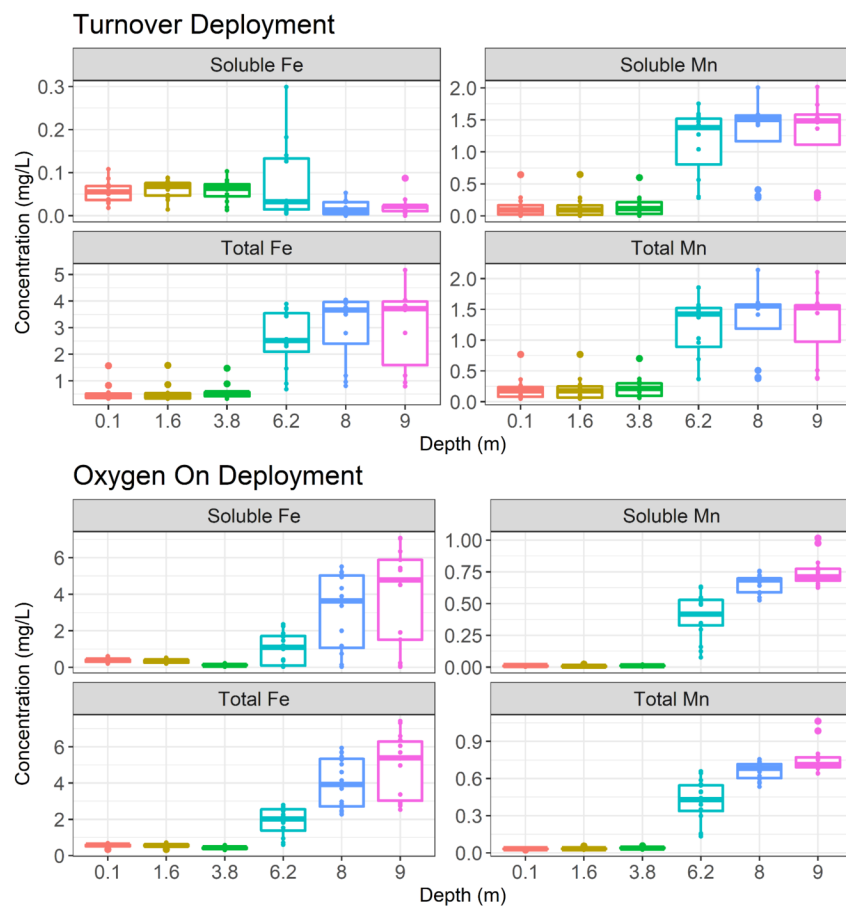 Turnover Deployment
Soluble Fe
Soluble Mn
0.3
0.2
0.1
0.0
2.0
1.5
1.0
0.5
0.0
Concentration (mg/L)
Total Fe
Total Mn
5
4
3
2
1
2.0
1.5
1.0
0.5
0.0
0.1 1.6 3.8 6.2 8 9
0.1 1.6 3.8 6.2 8 9
Depth (m)
Oxygen On Deployment
Soluble Fe
Soluble Mn
6
4
2
0
1.00
0.75
0.50
0.25
0.00
Concentration (mg/L)
Total Fe
Total Mn
6
4
2
0
0.9
0.6
0.3
0.0
0.1 1.6 3.8 6.2 8 9
0.1 1.6 3.8 6.2 8 9
Depth (m)